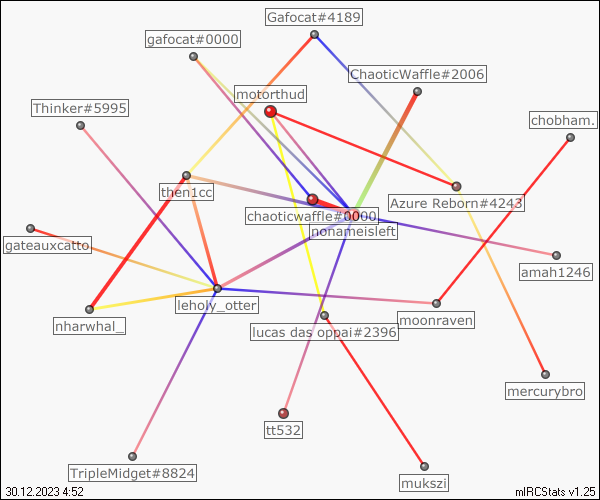 Gafocat#4189
gafocat#0000
ChaoticWaffle#2006
motorthud
Thinker#5995
chobham.
then1cc
Azure Reborn#4243
chaoticwaffle#0000
nonameisleft
gateauxcatto
amah1246
leholy_otter
moonraven
nharwhal_
lucas das oppai#2396
mercurybro
tt532
TripleMidget#8824
mukszi
30.12.2023 4:52
mIRCStats v1.25